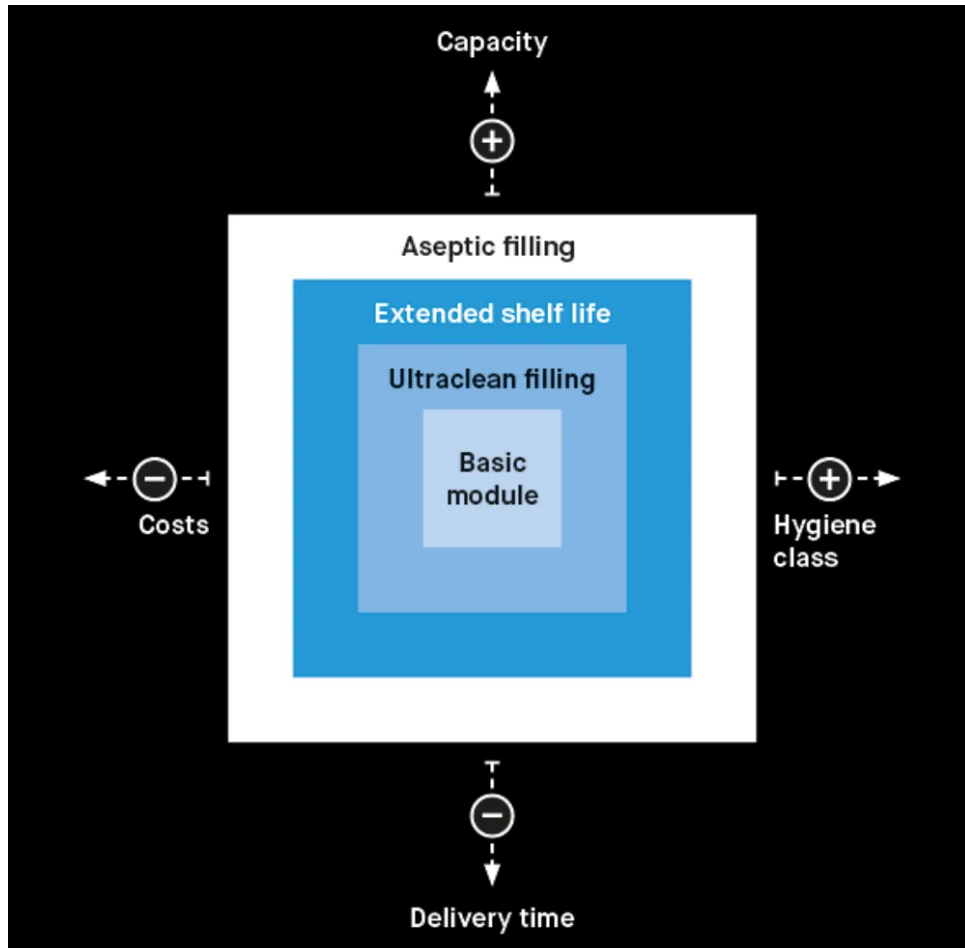 Capacity
+
Aseptic filling
Extended shelf life
Ultraclean filling
Basic
module
−
Costs
+
Hygiene
class
−
Delivery time